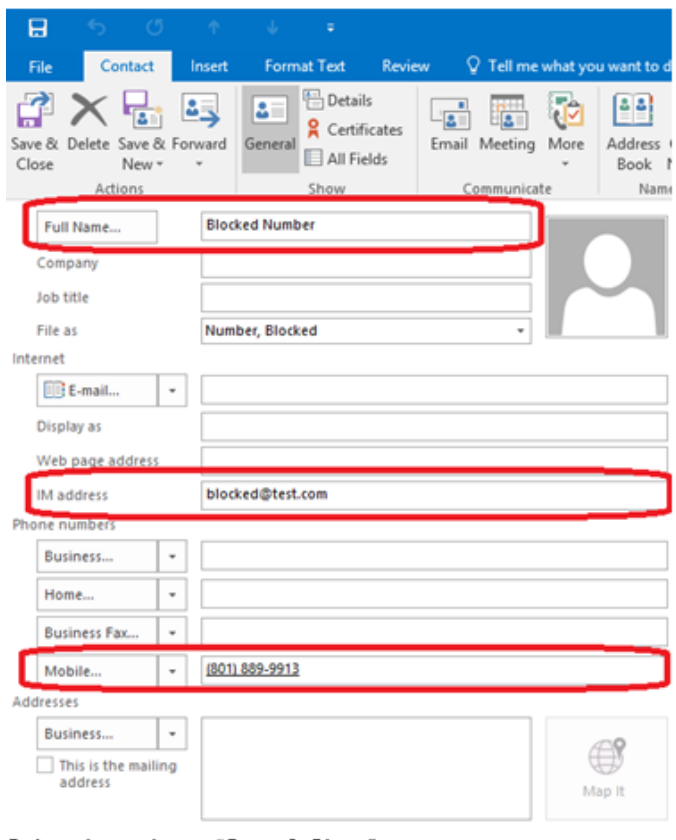 File Contact Insert Format Text Review Tell me what you want to d
Save & Close
Delete
Save & New
Forward
General
Details
Certificates
All Fields
Email
Meeting
More
Address Book
Actions Show Communicate Name
Full Name... Blocked Number
Company
Job title
File as Number, Blocked
Internet
E-mail...
Display as
Web page address
IM address blocked@test.com
Phone numbers
Business...
Home...
Business Fax...
Mobile... (801) 889-9913
Addresses
Business...
This is the mailing
address
Map It